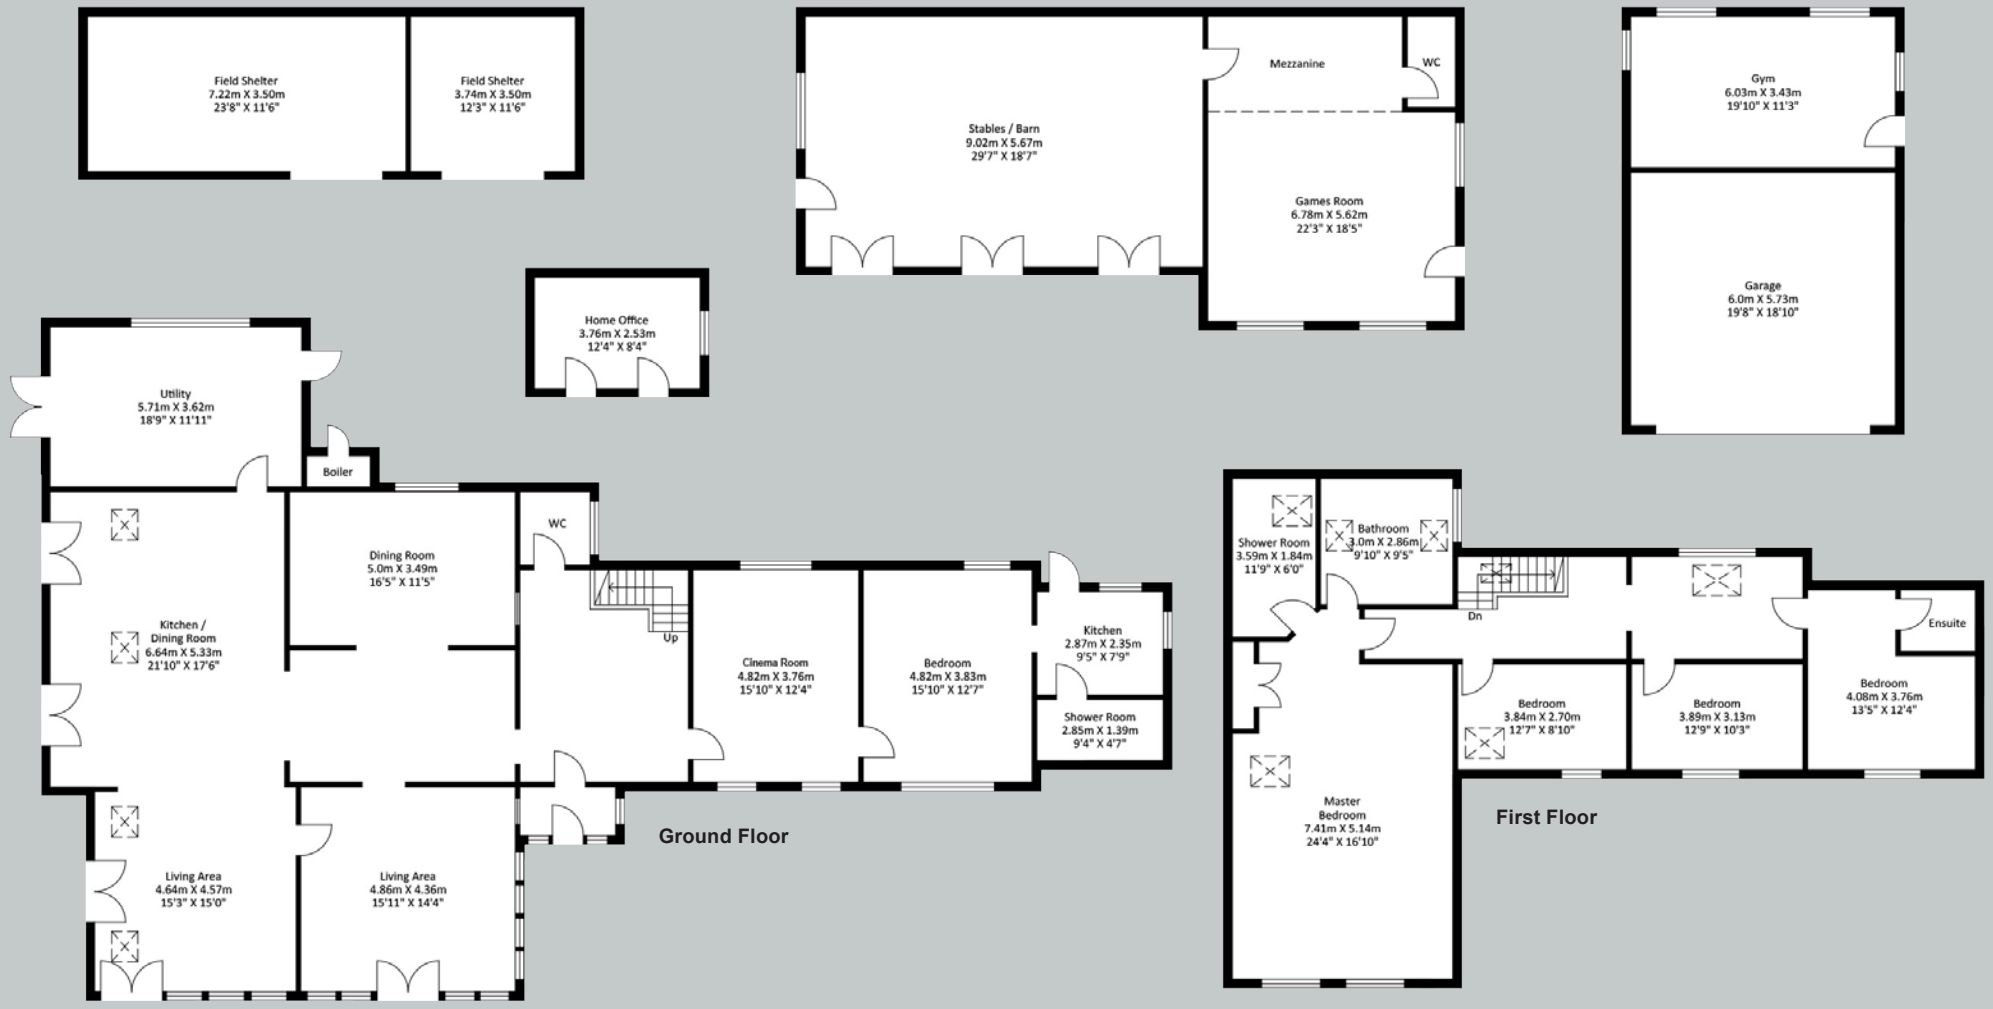 Field Shelter
7.22m X 3.50m
23'8" X 11'6"
Field Shelter
3.74m X 3.50m
12'3" X 11'6"
Stables / Barn
9.02m X 5.67m
29'7" X 18'7"
Mezzanine
WC
Games Room
6.78m X 5.62m
22'3" X 18'5"
Gym
6.03m X 3.43m
19'10" X 11'3"
Garage
6.0m X 5.73m
19'8" X 18'10"
Home Office
3.76m X 2.53m
12'4" X 8'4"
Utility
5.71m X 3.62m
18'9" X 11'11"
Boiler
Kitchen /
Dining Room
6.64m X 5.33m
21'10" X 17'6"
Dining Room
5.0m X 3.49m
16'5" X 11'5"
WC
Up
Cinema Room
4.82m X 3.76m
15'10" X 12'4"
Bedroom
4.82m X 3.83m
15'10" X 12'7"
Kitchen
2.87m X 2.35m
9'5" X 7'9"
Shower Room
2.85m X 1.39m
9'4" X 4'7"
Living Area
4.64m X 4.57m
15'3" X 15'0"
Living Area
4.86m X 4.36m
15'11" X 14'4"
Ground Floor
Shower Room
3.59m X 1.84m
11'9" X 6'0"
Bathroom
3.0m X 2.86m
9'10" X 9'5"
Dn
Ensuite
Bedroom
3.84m X 2.70m
12'7" X 8'10"
Bedroom
3.89m X 3.13m
12'9" X 10'3"
Bedroom
4.08m X 3.76m
13'5" X 12'4"
Master
Bedroom
7.41m X 5.14m
24'4" X 16'10"
First Floor